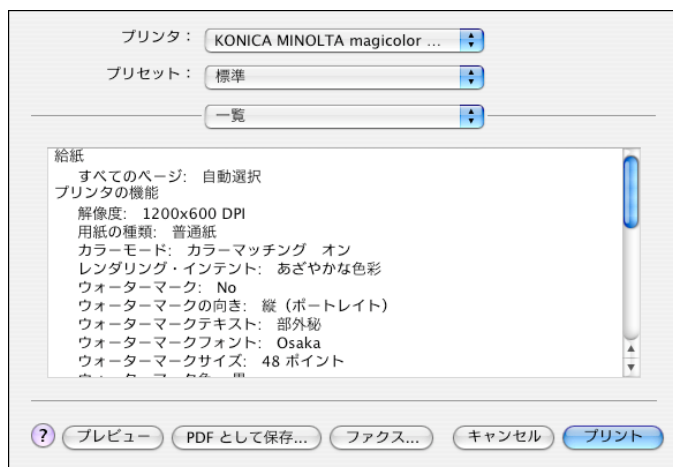 プリンタ： KONICA MINOLTA magicolor ...
プリセット： 標準
一覧
給紙
すべてのページ: 自動選択
プリンタの機能
解像度: 1200x600 DPI
用紙の種類: 普通紙
カラーモード: カラーマッチング オン
レンダリング・インテント: あざやかな色彩
ウォーターマーク: No
ウォーターマークの向き: 縦（ポートレイト）
ウォーターマークテキスト: 部外秘
ウォーターマークフォント: Osaka
ウォーターマークサイズ: 48 ポイント
? プレビュー PDF として保存... ファクス... キャンセル プリント